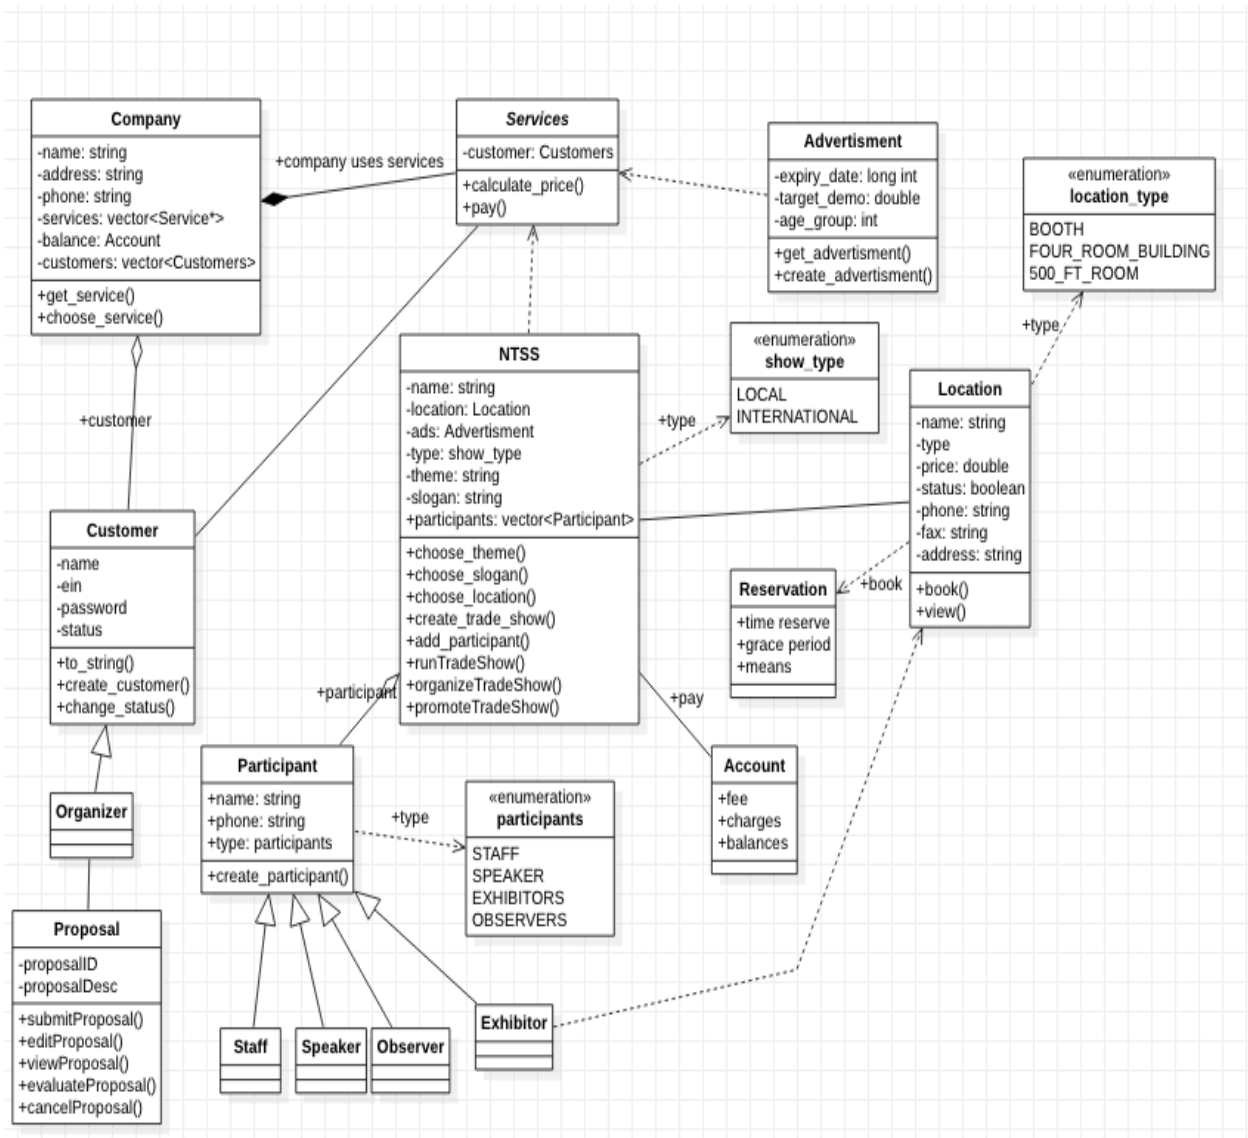 Company
-name: string
-address: string
-phone: string
-services: vector<Service*>
-balance: Account
-customers: vector<Customers>
+get_service()
+choose_service()
+company uses services
Services
-customer: Customers
+calculate_price()
+pay()
Advertisment
-expiry_date: long int
-target_demo: double
-age_group: int
+get_advertisment()
+create_advertisment()
«enumeration»
location_type
BOOTH
FOUR_ROOM_BUILDING
500_FT_ROOM
+type
+customer
NTSS
-name: string
-location: Location
-ads: Advertisment
-type: show_type
-theme: string
-slogan: string
+participants: vector<Participant>
+choose_theme()
+choose_slogan()
+choose_location()
+create_trade_show()
+add_participant()
+runTradeShow()
+organizeTradeShow()
+promoteTradeShow()
«enumeration»
show_type
LOCAL
INTERNATIONAL
+type
Location
-name: string
-type
-price: double
-status: boolean
-phone: string
-fax: string
-address: string
+book()
+view()
Customer
-name
-ein
-password
-status
+to_string()
+create_customer()
+change_status()
Reservation
+time reserve
+grace period
+means
+book
+participant
+pay
Organizer
Participant
+name: string
+phone: string
+type: participants
+create_participant()
+type
«enumeration»
participants
STAFF
SPEAKER
EXHIBITORS
OBSERVERS
Account
+fee
+charges
+balances
Proposal
-proposalID
-proposalDesc
+submitProposal()
+editProposal()
+viewProposal()
+evaluateProposal()
+cancelProposal()
Staff
Speaker
Observer
Exhibitor